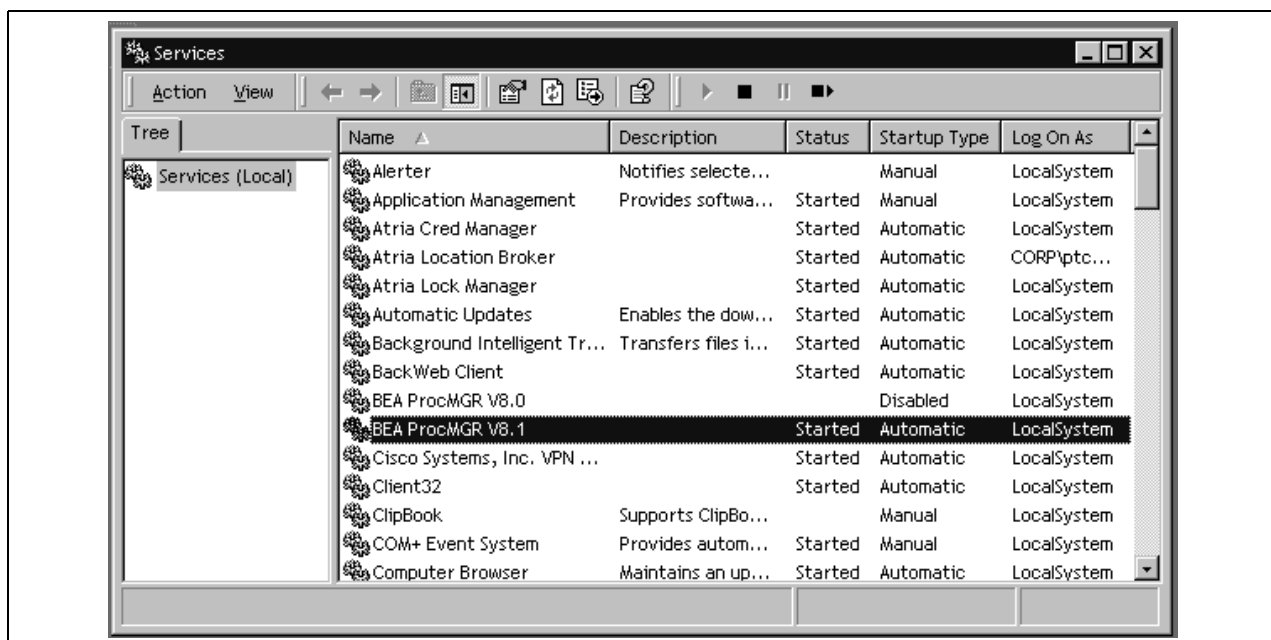 Services
Action View
Tree
Name Description Status Startup Type Log On As
Services (Local)
Alerter Notifies selecte... Manual LocalSystem
Application Management Provides softwa... Started Manual LocalSystem
Atria Cred Manager Started Automatic LocalSystem
Atria Location Broker Started Automatic CORP\ptc...
Atria Lock Manager Started Automatic LocalSystem
Automatic Updates Enables the dow... Started Automatic LocalSystem
Background Intelligent Tr... Transfers files i... Started Automatic LocalSystem
BackWeb Client Started Automatic LocalSystem
BEA ProcMGR V8.0 Disabled LocalSystem
BEA ProcMGR V8.1 Started Automatic LocalSystem
Cisco Systems, Inc. VPN ... Started Automatic LocalSystem
Client32 Started Automatic LocalSystem
ClipBook Supports ClipBo... Manual LocalSystem
COM+ Event System Provides autom... Started Manual LocalSystem
Computer Browser Maintains an up... Started Automatic LocalSystem